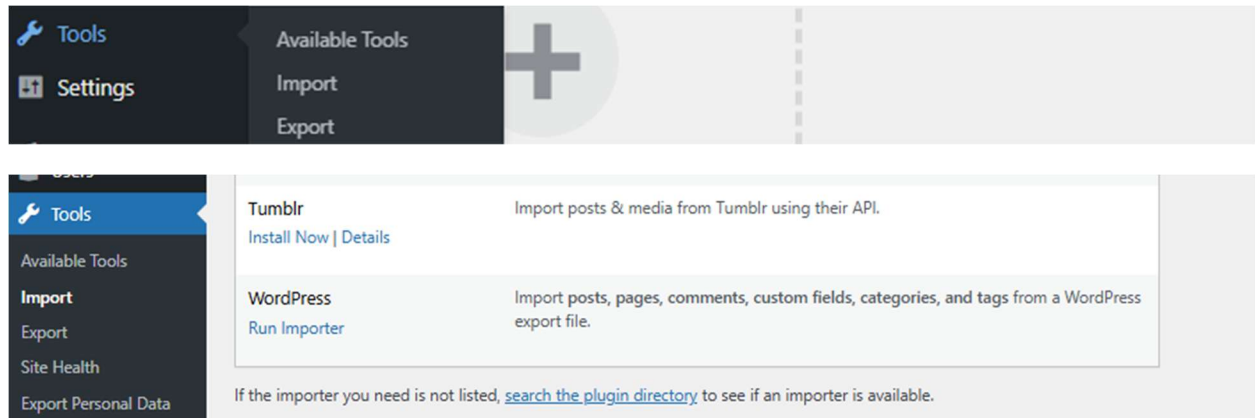 Tools
Available Tools
Settings
Import
Export
Users
Tools
Tumblr
Import posts & media from Tumblr using their API.
Install Now | Details
Available Tools
Import
WordPress
Import posts, pages, comments, custom fields, categories, and tags from a WordPress
export file.
Export
Run Importer
Site Health
Export Personal Data
If the importer you need is not listed, search the plugin directory to see if an importer is available.